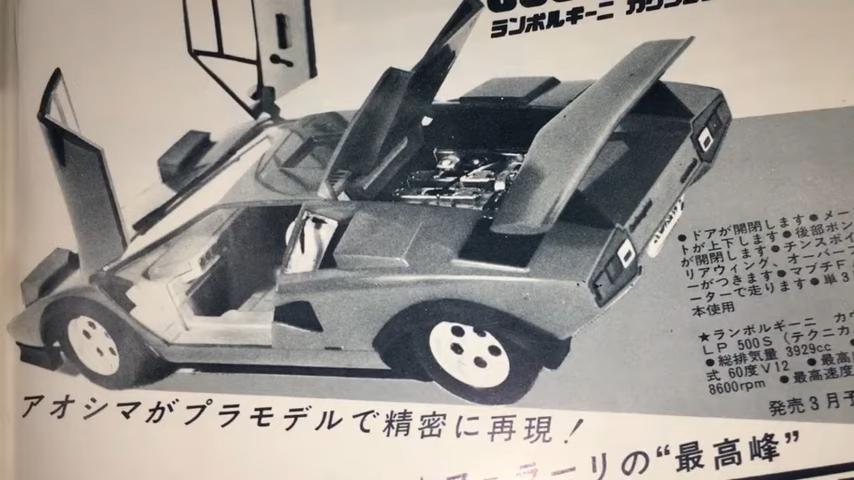 ランボルギーニ カウンタ
●ドアが開閉します●メー
トが上下します●後部ボン
が開閉します●チンスポイ
リアウィング、オーバーフ
ーがつきます●マブチF
ーターで走ります●単3
本使用
★ランボルギーニ カウ
LP 500S (テクニカ
●総排気量 3929cc
式 60度V12 ●最高
8600rpm ●最高速度
発売3月予
アオシマがプラモデルで精密に再現!
ラーリの“最高峰”